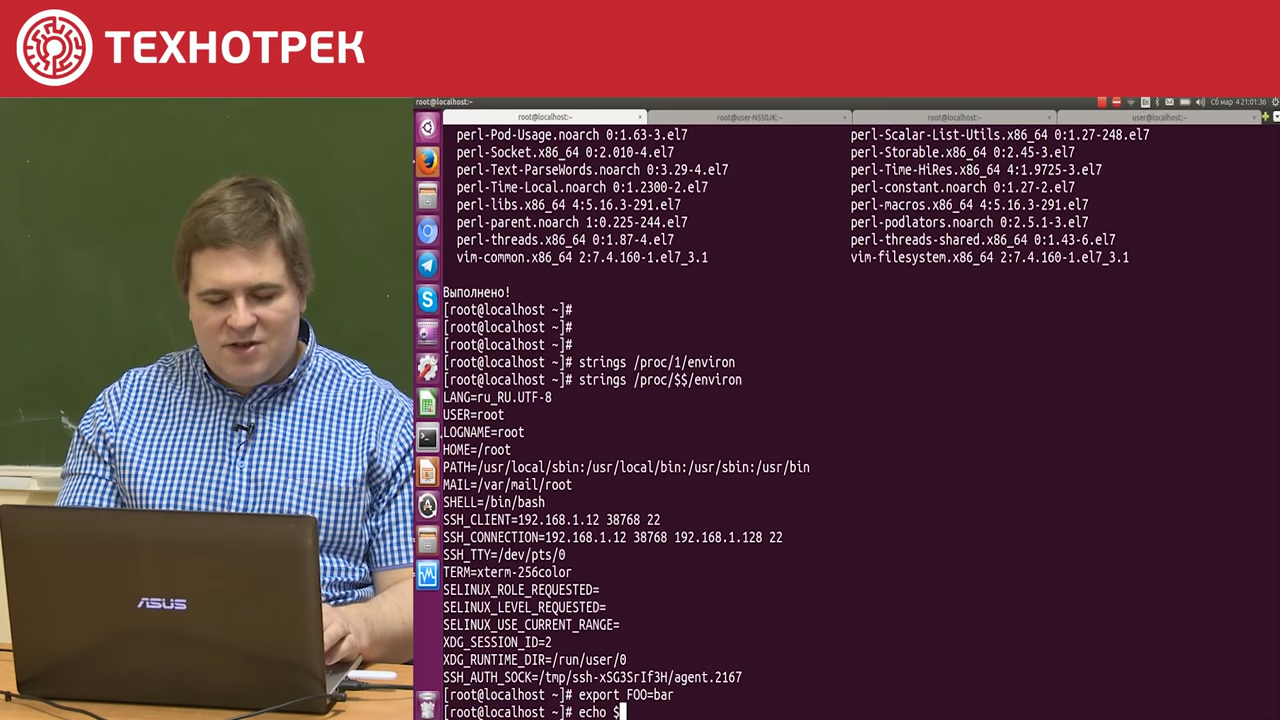 ТЕХНОТРЕК
root@localhost:~
Сб мар 4 21:01:36
root@localhost:~
root@user-N550JK: ~
root@localhost:~
user@localhost:~
perl-Pod-Usage.noarch 0:1.63-3.el7 perl-Scalar-List-Utils.x86_64 0:1.27-248.el7
perl-Socket.x86_64 0:2.010-4.el7 perl-Storable.x86_64 0:2.45-3.el7
perl-Text-ParseWords.noarch 0:3.29-4.el7 perl-Time-HiRes.x86_64 4:1.9725-3.el7
perl-Time-Local.noarch 0:1.2300-2.el7 perl-constant.noarch 0:1.27-2.el7
perl-libs.x86_64 4:5.16.3-291.el7 perl-macros.x86_64 4:5.16.3-291.el7
perl-parent.noarch 1:0.225-244.el7 perl-podlators.noarch 0:2.5.1-3.el7
perl-threads.x86_64 0:1.87-4.el7 perl-threads-shared.x86_64 0:1.43-6.el7
vim-common.x86_64 2:7.4.160-1.el7_3.1 vim-filesystem.x86_64 2:7.4.160-1.el7_3.1
Выполнено!
[root@localhost ~]#
[root@localhost ~]#
[root@localhost ~]#
[root@localhost ~]# strings /proc/1/environ
[root@localhost ~]# strings /proc/$$/environ
LANG=ru_RU.UTF-8
USER=root
LOGNAME=root
HOME=/root
PATH=/usr/local/sbin:/usr/local/bin:/usr/sbin:/usr/bin
MAIL=/var/mail/root
SHELL=/bin/bash
SSH_CLIENT=192.168.1.12 38768 22
SSH_CONNECTION=192.168.1.12 38768 192.168.1.128 22
SSH_TTY=/dev/pts/0
TERM=xterm-256color
SELINUX_ROLE_REQUESTED=
SELINUX_LEVEL_REQUESTED=
SELINUX_USE_CURRENT_RANGE=
XDG_SESSION_ID=2
XDG_RUNTIME_DIR=/run/user/0
SSH_AUTH_SOCK=/tmp/ssh-xSG3SrIf3H/agent.2167
[root@localhost ~]# export FOO=bar
[root@localhost ~]# echo $
ASUS